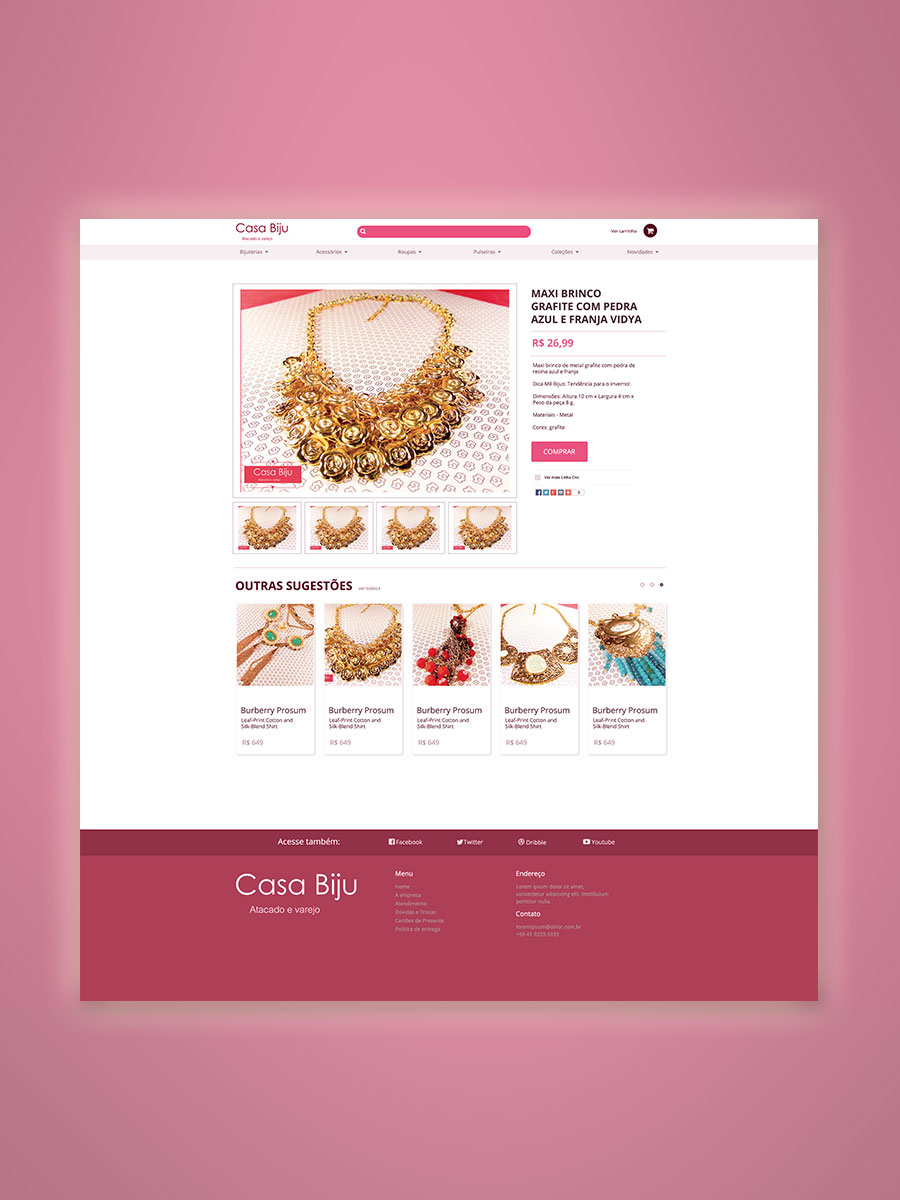 Casa Biju
Atacado e varejo
Ver carrinho
Bijuterias
Acessórios
Roupas
Pulseiras
Coleções
Novidades
MAXI BRINCO
GRAFITE COM PEDRA
AZUL E FRANJA VIDYA
R$ 26,99
Maxi brinco de metal grafite com pedra de
resina azul e franja
Dica Mil Bijus: Tendência para o inverno!
Dimensões: Altura 10 cm x Largura 4 cm x
Peso da peça 8 g.
Materiais - Metal
Cores: grafite
COMPRAR
Ver mais Linha
Casa Biju
Atacado e varejo
OUTRAS SUGESTÕES
ver todos»
Burberry Prosum
Leaf-Print Cotton and
Silk-Blend Shirt
R$ 649
Burberry Prosum
Leaf-Print Cotton and
Silk-Blend Shirt
R$ 649
Burberry Prosum
Leaf-Print Cotton and
Silk-Blend Shirt
R$ 649
Burberry Prosum
Leaf-Print Cotton and
Silk-Blend Shirt
R$ 649
Burberry Prosum
Leaf-Print Cotton and
Silk-Blend Shirt
R$ 649
Acesse também:
Facebook
Twitter
Dribble
Youtube
Casa Biju
Atacado e varejo
Menu
Home
A empresa
Atendimento
Dúvidas e Trocas
Cartões de Presente
Política de entrega
Endereço
Lorem ipsum dolor sit amet,
consectetur adipiscing elit. Vestibulum
porttitor nulla.
Contato
loremipsum@dolor.com.br
+55 41 3333-3333